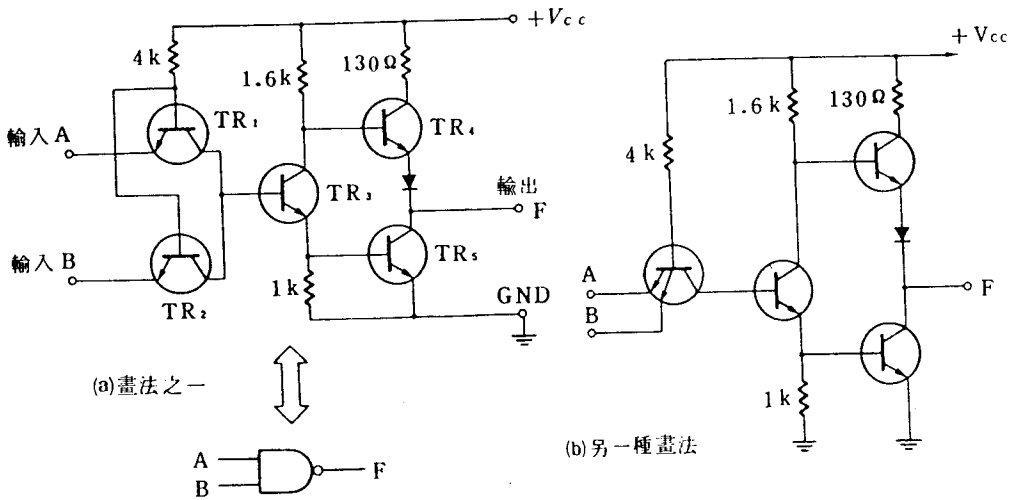 +Vcc
4k
1.6k
130Ω
輸入A
TR₁
TR₄
TR₃
輸出
F
輸入B
TR₂
TR₅
1k
GND
(a)畫法之一
A
B
F
+Vcc
1.6k
130Ω
4k
A
B
F
1k
(b)另一種畫法